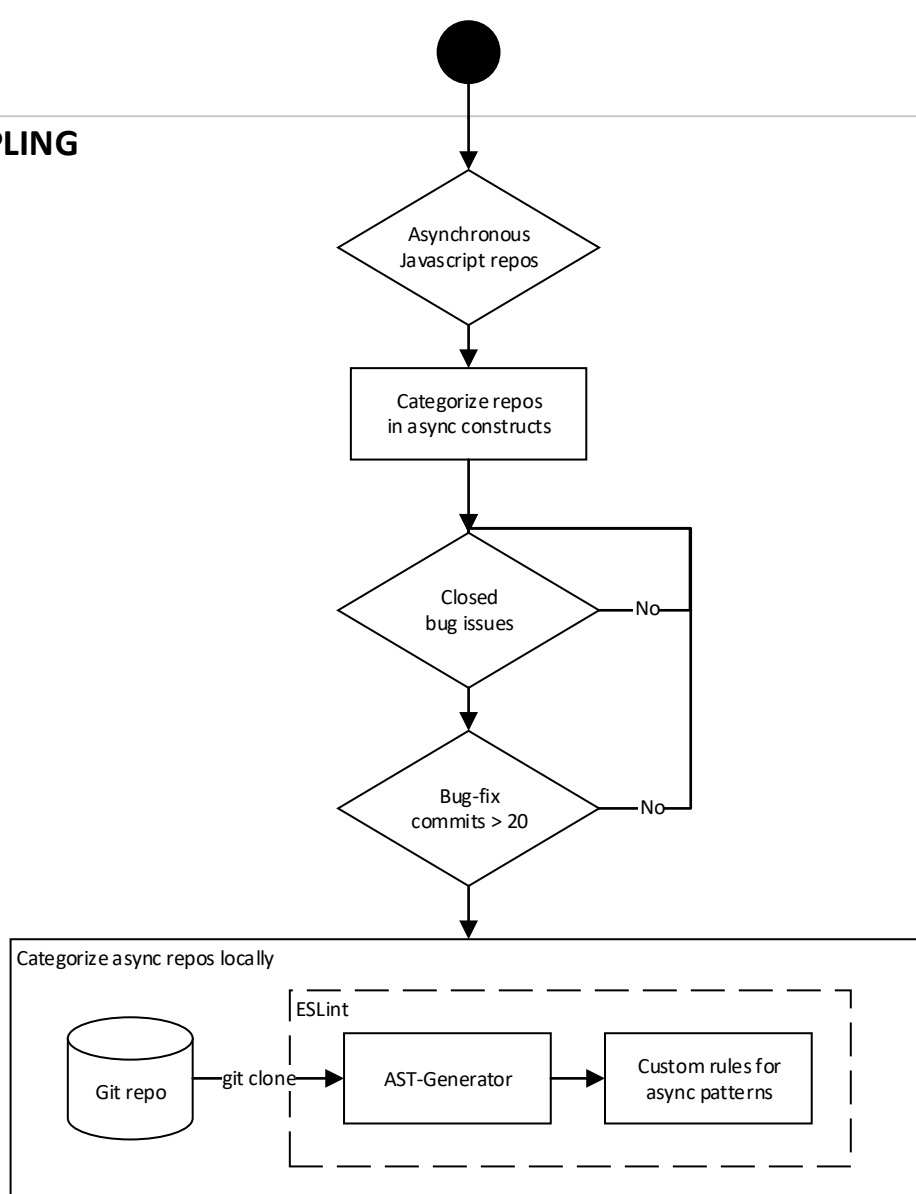 PLING
Asynchronous
Javascript repos
Categorize repos
in async constructs
Closed
bug issues
No
Bug-fix
commits > 20
No
Categorize async repos locally
ESLint
Git repo
git clone
AST-Generator
Custom rules for
async patterns